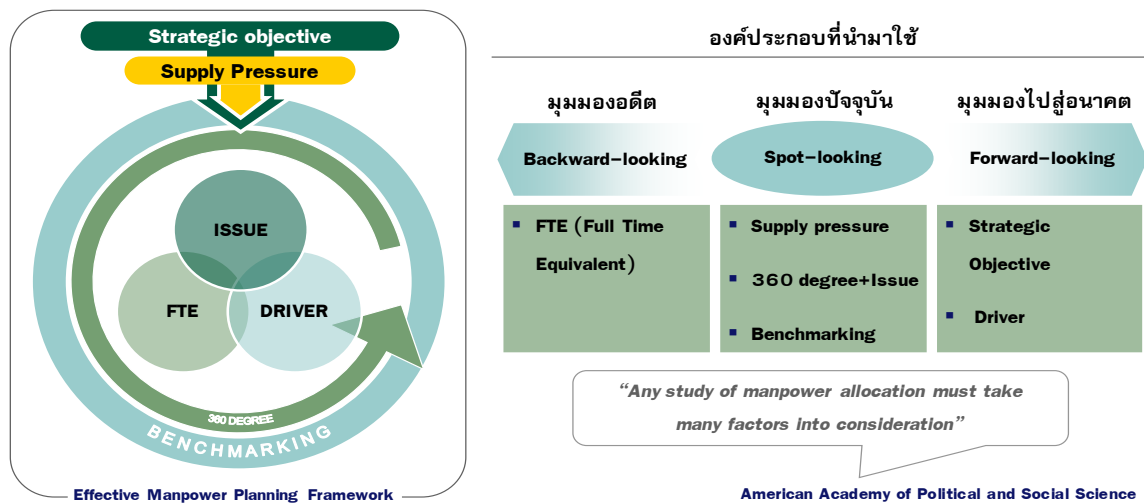 Strategic objective
Supply Pressure
ISSUE
FTE
DRIVER
360 DEGREE
BENCHMARKING
Effective Manpower Planning Framework
องค์ประกอบที่นำมาใช้
มุมมองอดีต
มุมมองปัจจุบัน
มุมมองไปสู่อนาคต
Backward-looking
Spot-looking
Forward-looking
▪ FTE (Full Time
Equivalent)
▪ Supply pressure
▪ 360 degree+Issue
▪ Benchmarking
▪ Strategic
Objective
▪ Driver
“Any study of manpower allocation must take
many factors into consideration”
American Academy of Political and Social Science